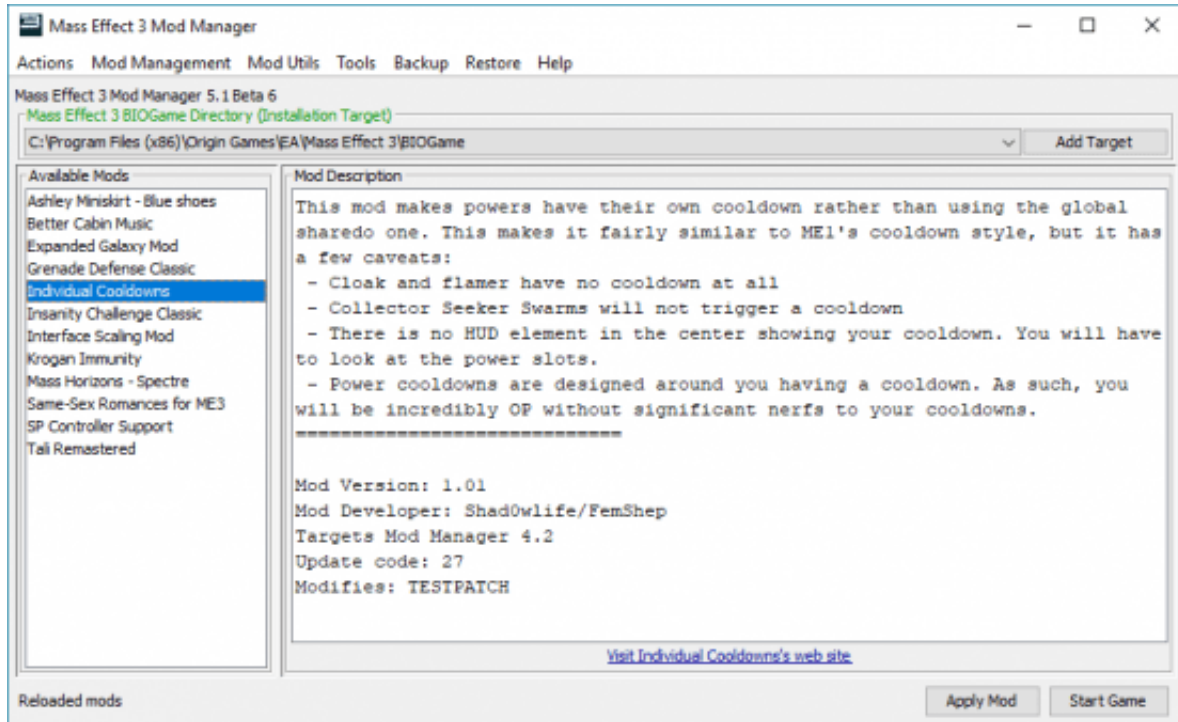 Mass Effect 3 Mod Manager
Actions Mod Management Mod Utils Tools Backup Restore Help
Mass Effect 3 Mod Manager 5.1 Beta 6
Mass Effect 3 BIOGame Directory (Installation Target)
C:\Program Files (x86)\Origin Games\EA\Mass Effect 3\BIOGame
Add Target
Available Mods
Ashley Miniskirt - Blue shoes
Better Cabin Music
Expanded Galaxy Mod
Grenade Defense Classic
Individual Cooldowns
Insanity Challenge Classic
Interface Scaling Mod
Krogan Immunity
Mass Horizons - Spectre
Same-Sex Romances for ME3
SP Controller Support
Tali Remastered
Mod Description
This mod makes powers have their own cooldown rather than using the global
sharedo one. This makes it fairly similar to ME1's cooldown style, but it has
a few caveats:
- Cloak and flamer have no cooldown at all
- Collector Seeker Swarms will not trigger a cooldown
- There is no HUD element in the center showing your cooldown. You will have
to look at the power slots.
- Power cooldowns are designed around you having a cooldown. As such, you
will be incredibly OP without significant nerfs to your cooldowns.
==============================
Mod Version: 1.01
Mod Developer: Shad0wlife/FemShep
Targets Mod Manager 4.2
Update code: 27
Modifies: TESTPATCH
Visit Individual Cooldowns's web site
Reloaded mods
Apply Mod
Start Game